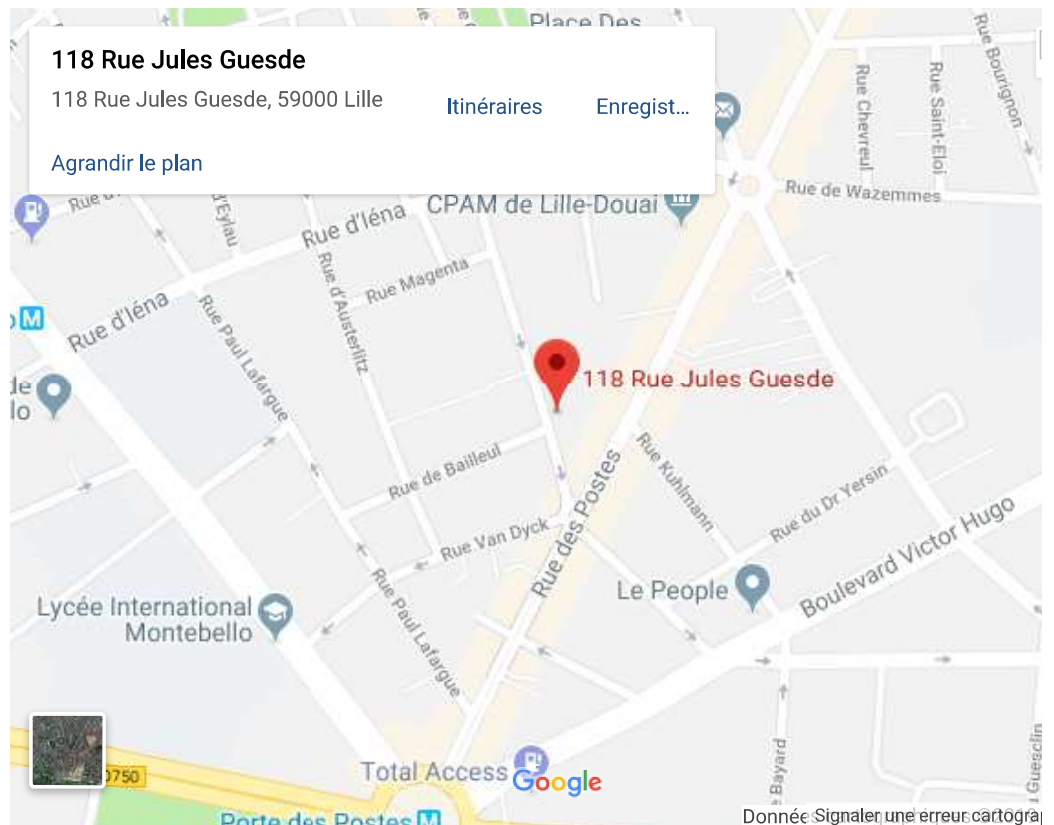 Place Des
118 Rue Jules Guesde
118 Rue Jules Guesde, 59000 Lille
Itinéraires
Enregist...
Agrandir le plan
Rue Bourignon
Rue Chevreul
Rue Saint-Eloi
Rue de Wazemmes
CPAM de Lille-Douai
Rue
d'Eylau
Rue d'Iéna
Rue Magenta
Rue d'Austerlitz
Rue d'Iéna
M
Rue Paul Lafargue
118 Rue Jules Guesde
Rue de Bailleul
Rue Kuhlmann
Rue du Dr Yersin
Rue Van Dyck
Rue des Postes
Boulevard Victor Hugo
Le People
Lycée International
Montebello
Rue Paul Lafargue
Total Access
Google
0750
Bayard
Guesclin
Porte des Postes M
Donnée
Signaler une erreur cartogra